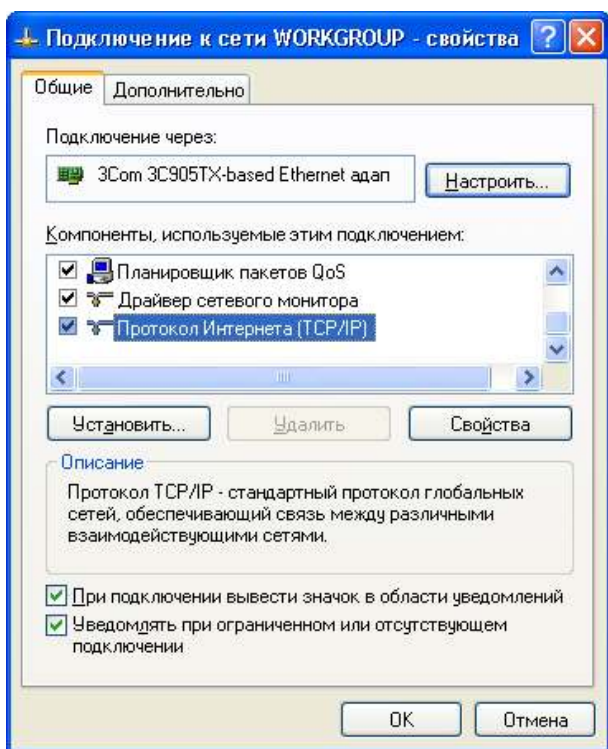 Подключение к сети WORKGROUP - свойства
Общие
Дополнительно
Подключение через:
3Com 3C905TX-based Ethernet адап
Настроить...
Компоненты, используемые этим подключением:
Планировщик пакетов QoS
Драйвер сетевого монитора
Протокол Интернета (TCP/IP)
Установить...
Удалить
Свойства
Описание
Протокол TCP/IP - стандартный протокол глобальных
сетей, обеспечивающий связь между различными
взаимодействующими сетями.
При подключении вывести значок в области уведомлений
Уведомлять при ограниченном или отсутствующем
подключении
OK
Отмена